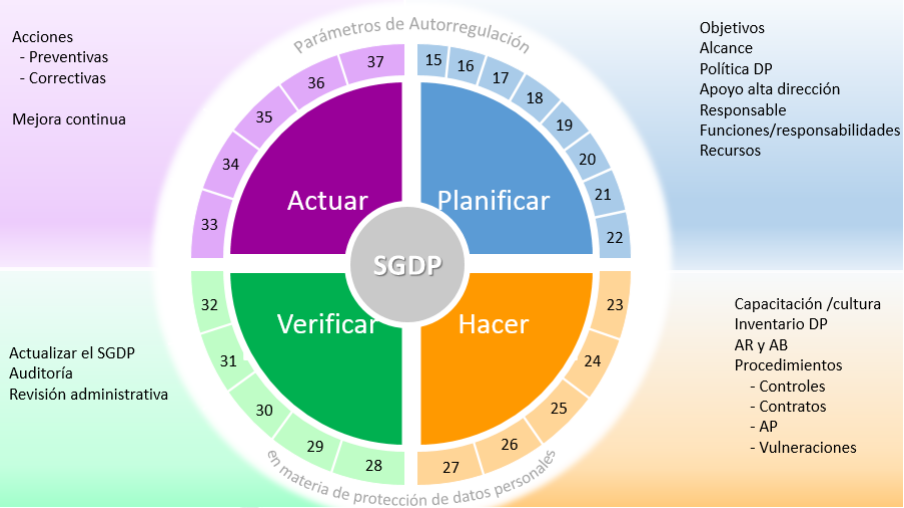 Parámetros de Autorregulación
Acciones
- Preventivas
- Correctivas
Mejora continua
Objetivos
Alcance
Política DP
Apoyo alta dirección
Responsable
Funciones/responsabilidades
Recursos
33
34
35
36
37
15
16
17
18
19
20
21
22
Actuar
Planificar
SGDP
Verificar
Hacer
32
31
30
29
28
27
26
25
24
23
Actualizar el SGDP
Auditoría
Revisión administrativa
Capacitación /cultura
Inventario DP
AR y AB
Procedimientos
- Controles
- Contratos
- AP
- Vulneraciones
en materia de protección de datos personales